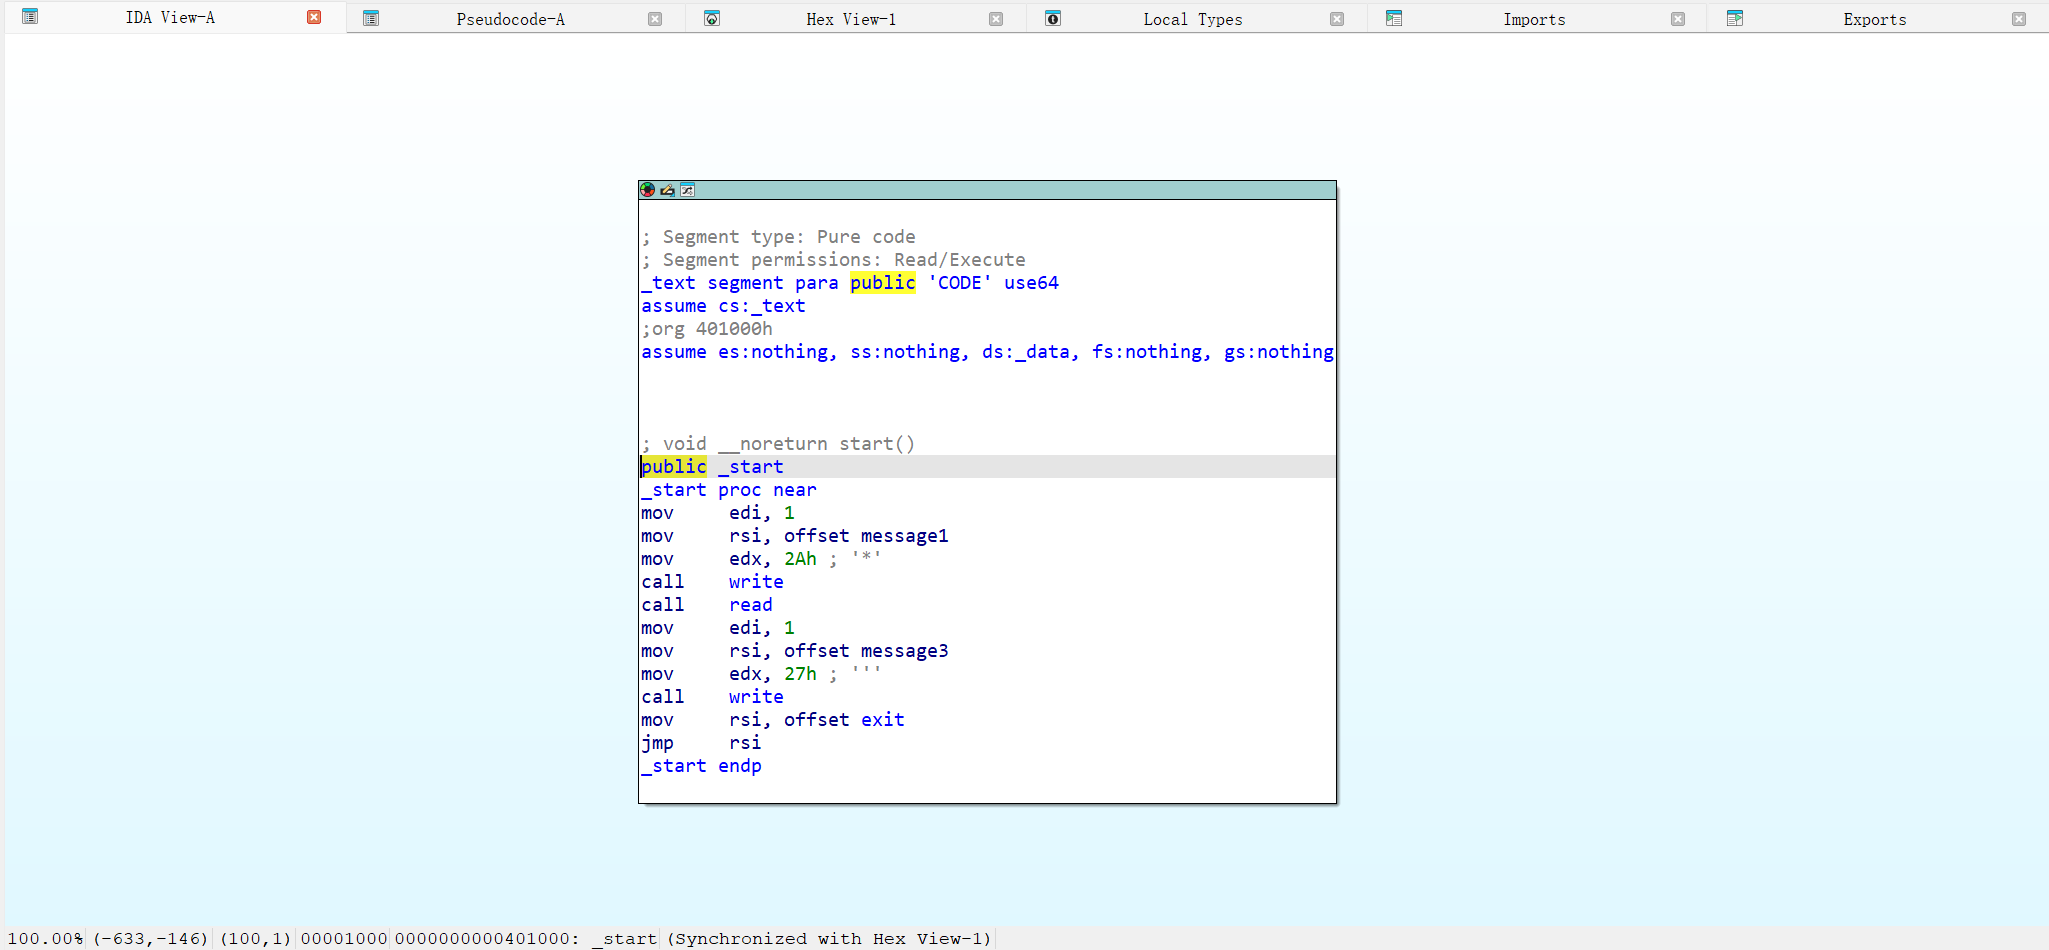 IDA View-A Pseudocode-A Hex View-1 Local Types Imports Exports
; Segment type: Pure code
; Segment permissions: Read/Execute
_text segment para public 'CODE' use64
assume cs:_text
;org 401000h
assume es:nothing, ss:nothing, ds:_data, fs:nothing, gs:nothing
; void __noreturn start()
public _start
_start proc near
mov     edi, 1
mov     rsi, offset message1
mov     edx, 2Ah ; '*'
call    write
call    read
mov     edi, 1
mov     rsi, offset message3
mov     edx, 27h ; '''
call    write
mov     rsi, offset exit
jmp     rsi
_start endp
100.00% (-633,-146) (100,1) 00001000 0000000000401000: _start (Synchronized with Hex View-1)